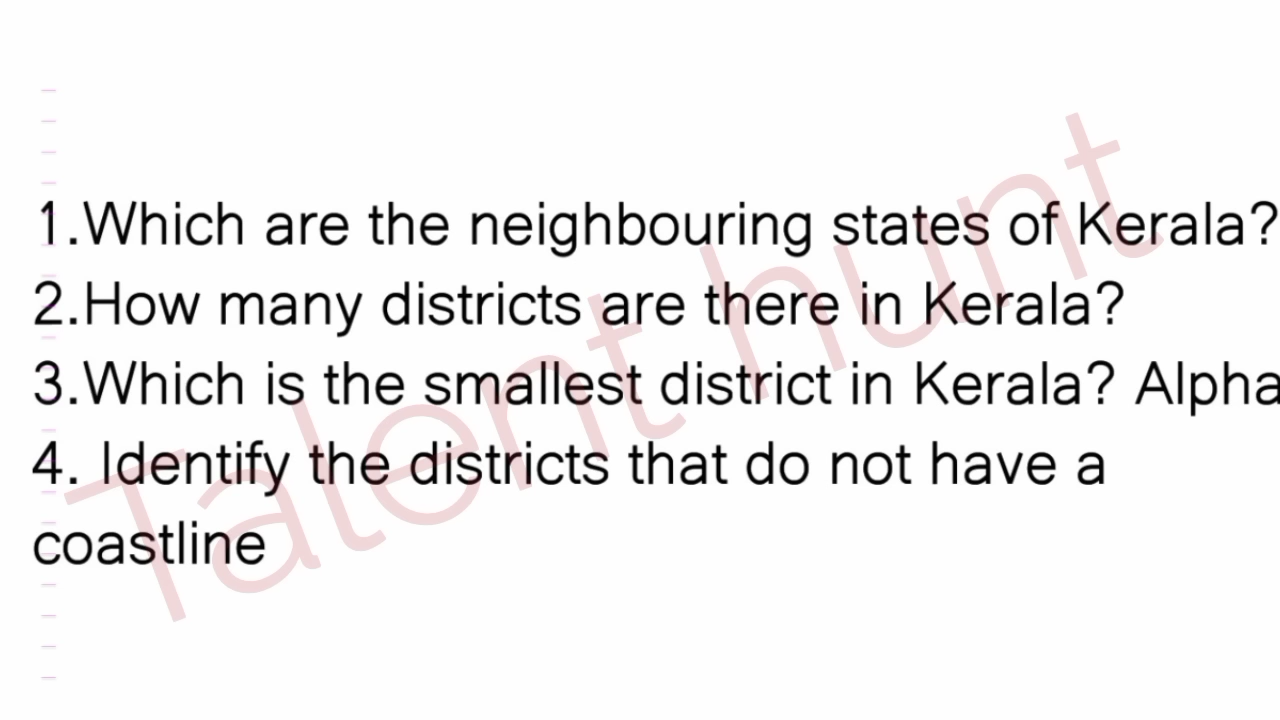 1.Which are the neighbouring states of Kerala?
2.How many districts are there in Kerala?
3.Which is the smallest district in Kerala? Alpha
4. Identify the districts that do not have a
coastline
Talent hunt